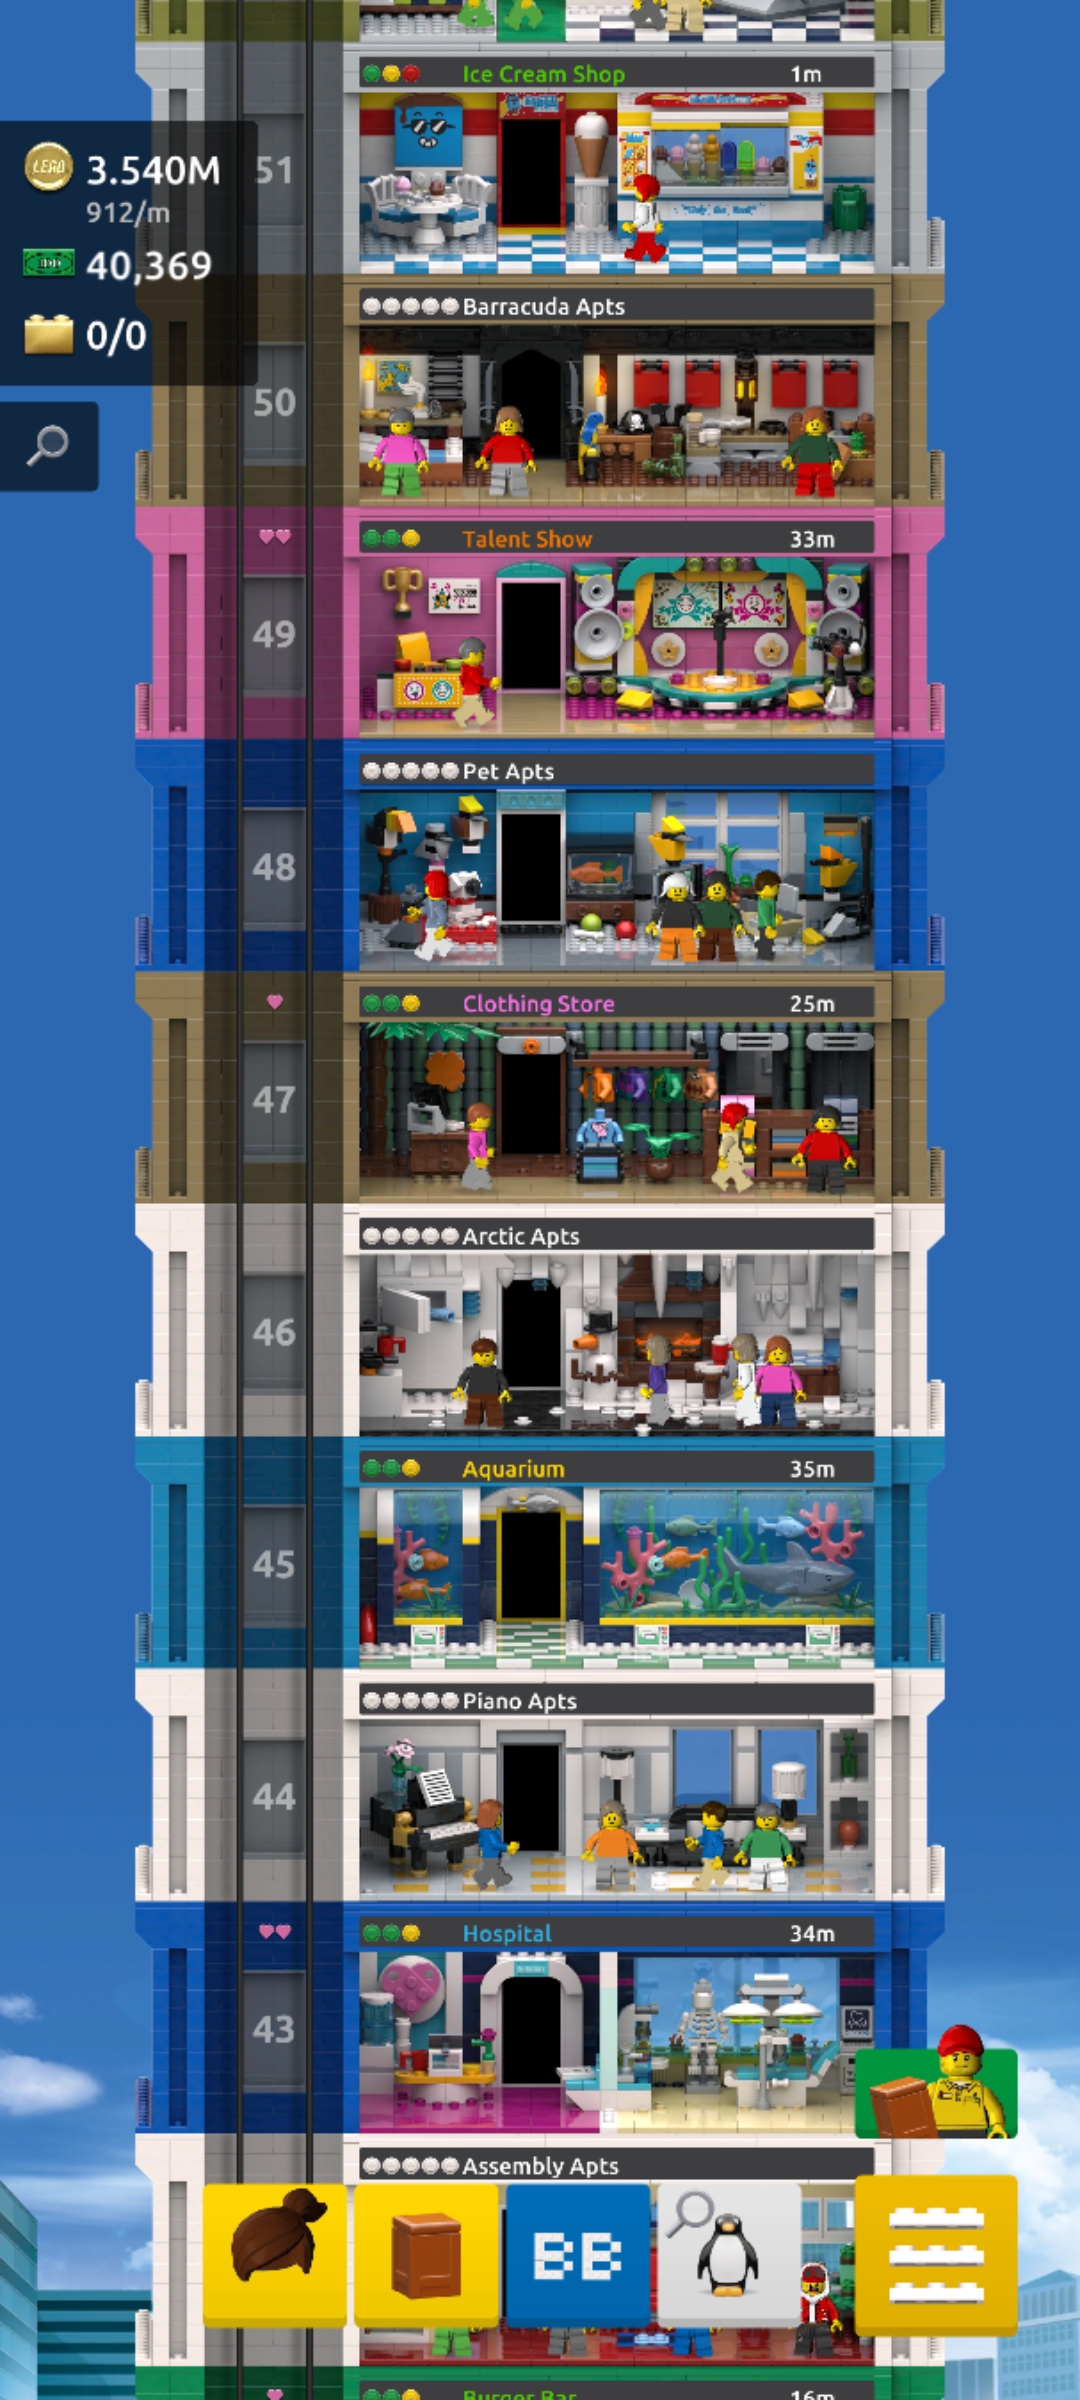 Ice Cream Shop 1m
LEGO 3.540M
51
912/m
40,369
0/0
Barracuda Apts
50
Talent Show 33m
49
Pet Apts
48
Clothing Store 25m
47
Arctic Apts
46
Aquarium 35m
45
Piano Apts
44
Hospital 34m
43
Assembly Apts
BB
Burger Bar 16m